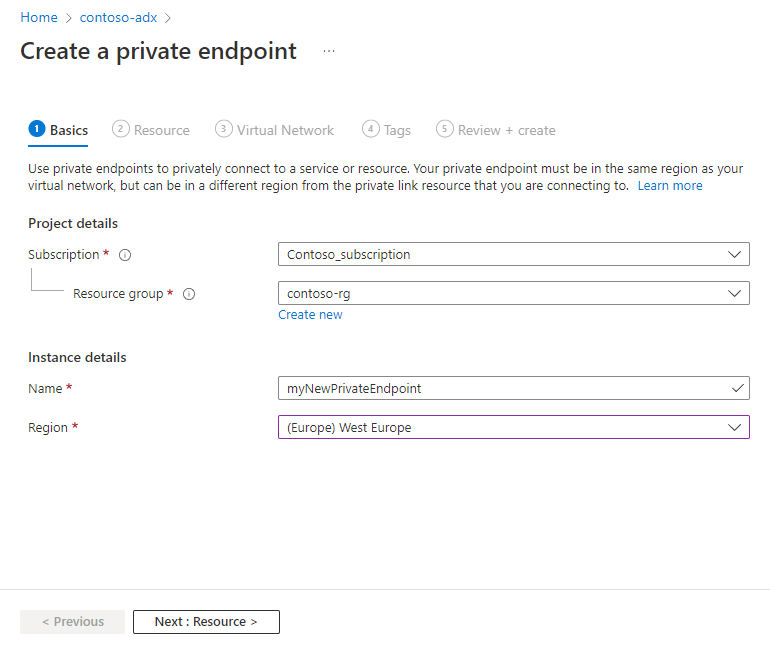 Home > contoso-adx >
Create a private endpoint ...
1 Basics 2 Resource 3 Virtual Network 4 Tags 5 Review + create
Use private endpoints to privately connect to a service or resource. Your private endpoint must be in the same region as your
virtual network, but can be in a different region from the private link resource that you are connecting to. Learn more
Project details
Subscription * Contoso_subscription
Resource group * contoso-rg
Create new
Instance details
Name * myNewPrivateEndpoint
Region * (Europe) West Europe
< Previous Next : Resource >